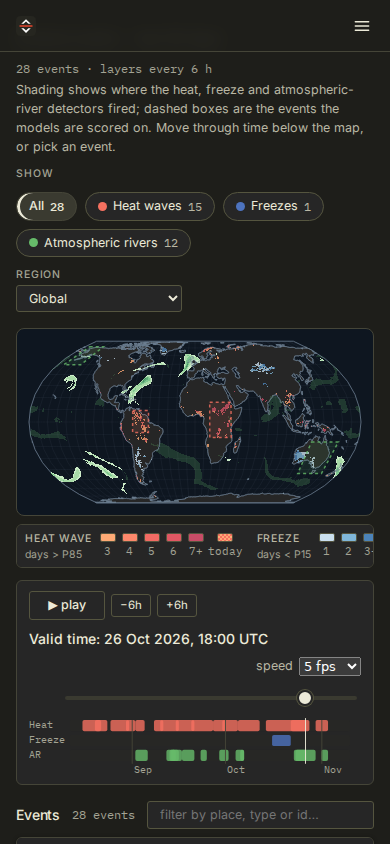 28 events · layers every 6 h
Shading shows where the heat, freeze and atmospheric-
river detectors fired; dashed boxes are the events the
models are scored on. Move through time below the map,
or pick an event.
SHOW
All 28
Heat waves 15
Freezes 1
Atmospheric rivers 12
REGION
Global
HEAT WAVE 3 4 5 6 7+ today FREEZE 1 2 3
days > P85 days < P15
▶ play −6h +6h
Valid time: 26 Oct 2026, 18:00 UTC
speed 5 fps
Heat
Freeze
AR
Sep Oct Nov
Events 28 events filter by place, type or id...